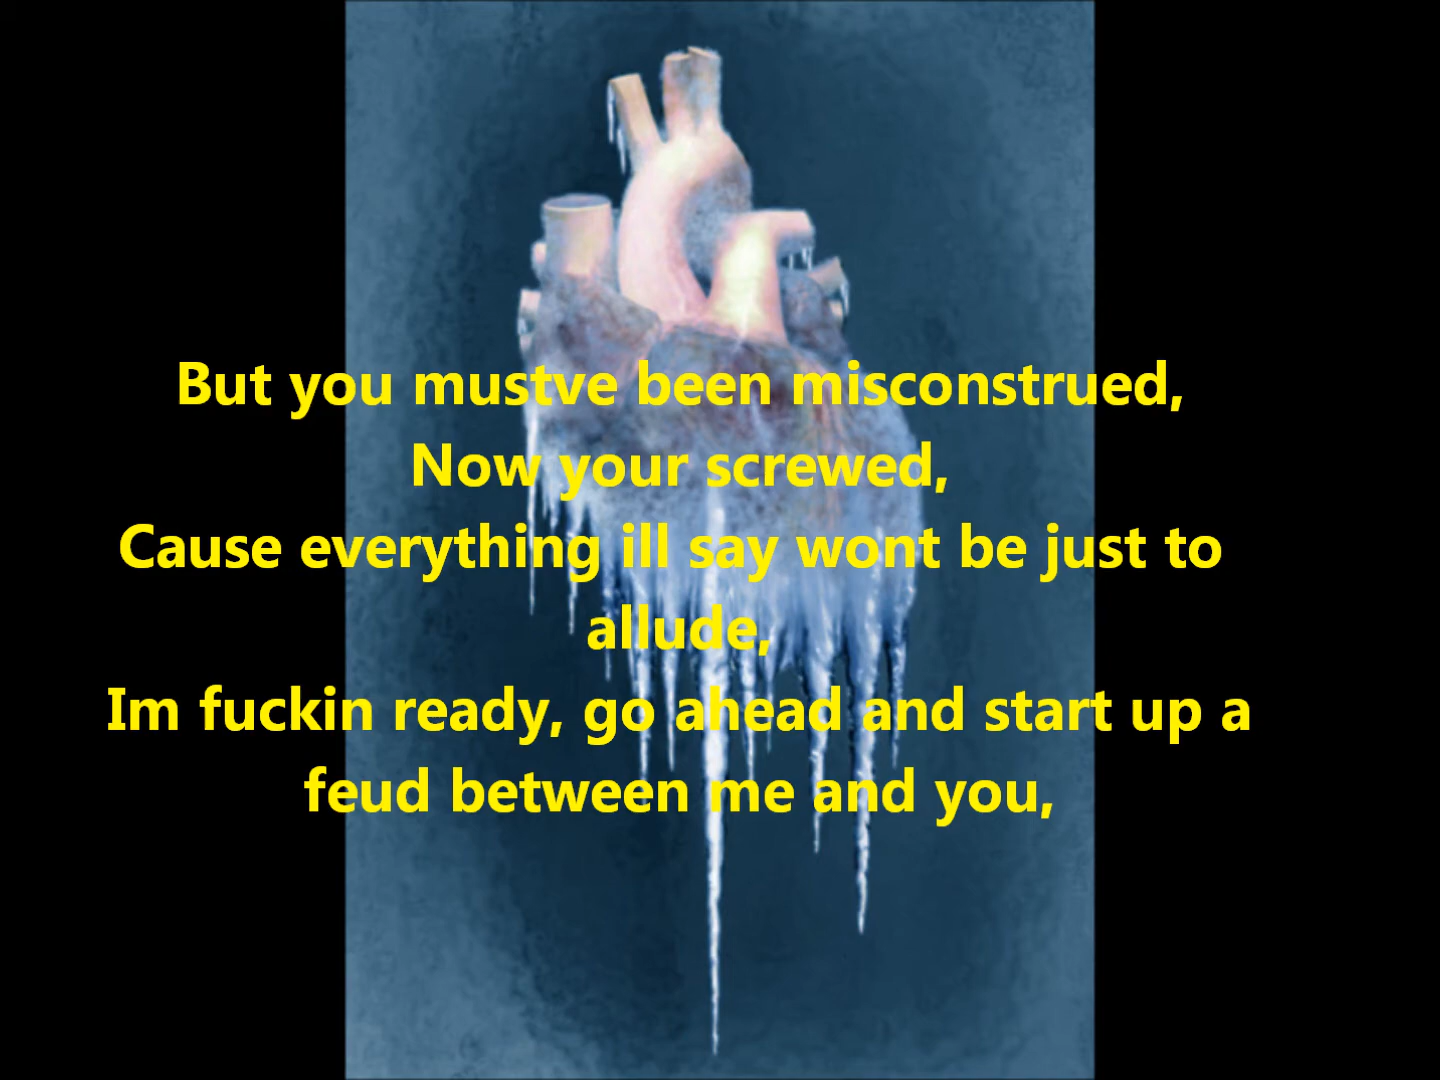 But you mustve been misconstrued,
Now your screwed,
Cause everything ill say wont be just to
allude,
Im fuckin ready, go ahead and start up a
feud between me and you,